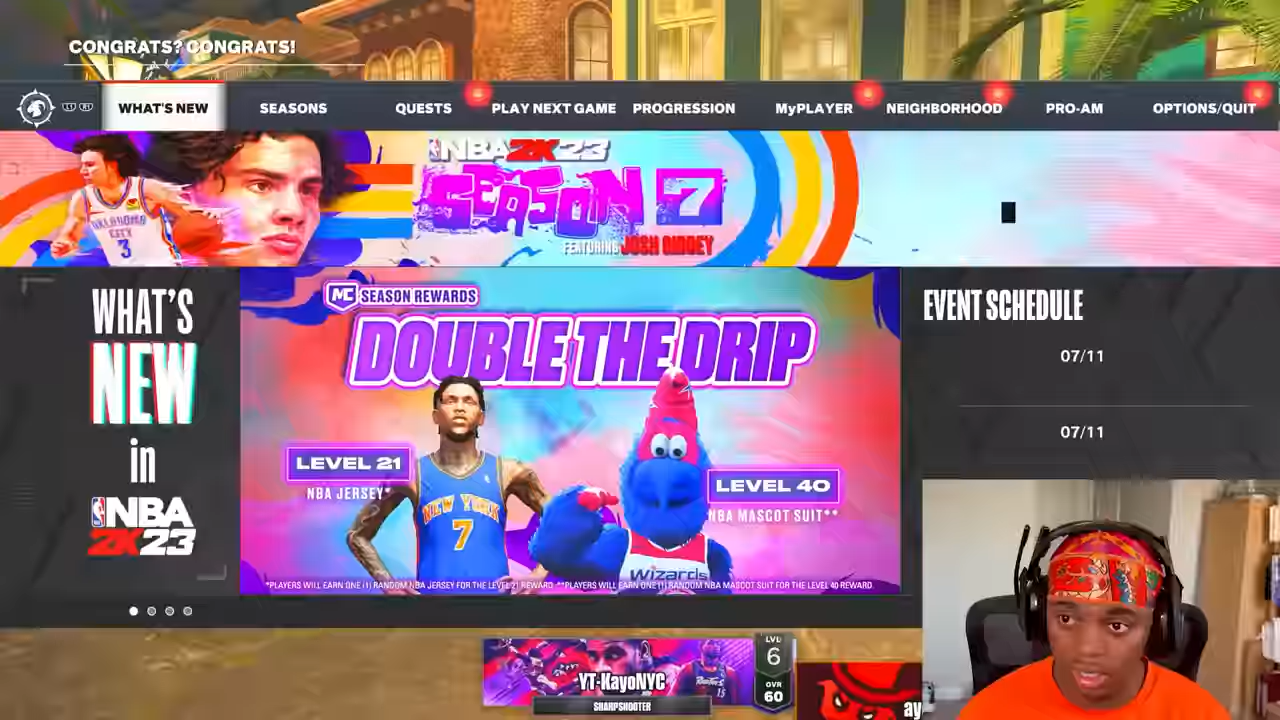 CONGRATS? CONGRATS!
WHAT'S NEW
SEASONS
QUESTS
PLAY NEXT GAME
PROGRESSION
MyPLAYER
NEIGHBORHOOD
PRO-AM
OPTIONS/QUIT
NBA2K23
SEASON 7
FEATURING JOSH GIDDEY
OKLAHOMA
CITY
3
WHAT'S
NEW
in
NBA
2K23
MC SEASON REWARDS
DOUBLE THE DRIP
LEVEL 21
NBA JERSEY*
LEVEL 40
NBA MASCOT SUIT**
NEW YORK
7
Wizards
*PLAYERS WILL EARN ONE (1) RANDOM NBA JERSEY FOR THE LEVEL 21 REWARD. **PLAYERS WILL EARN ONE (1) RANDOM NBA MASCOT SUIT FOR THE LEVEL 40 REWARD.
EVENT SCHEDULE
07/11
07/11
YT-KayoNYC
SHARPSHOOTER
LVL
6
OVR
60
15
ay